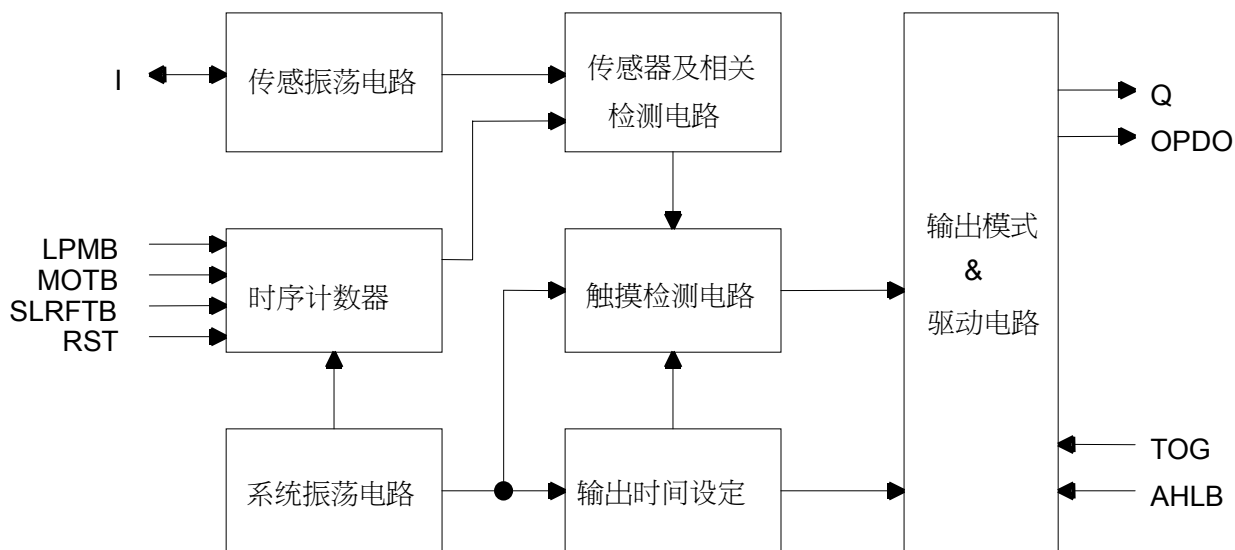 I
传感振荡电路
传感器及相关
检测电路
Q
OPDO
LPMB
MOTB
SLRFTB
RST
时序计数器
触摸检测电路
输出模式
&
驱动电路
系统振荡电路
输出时间设定
TOG
AHLB